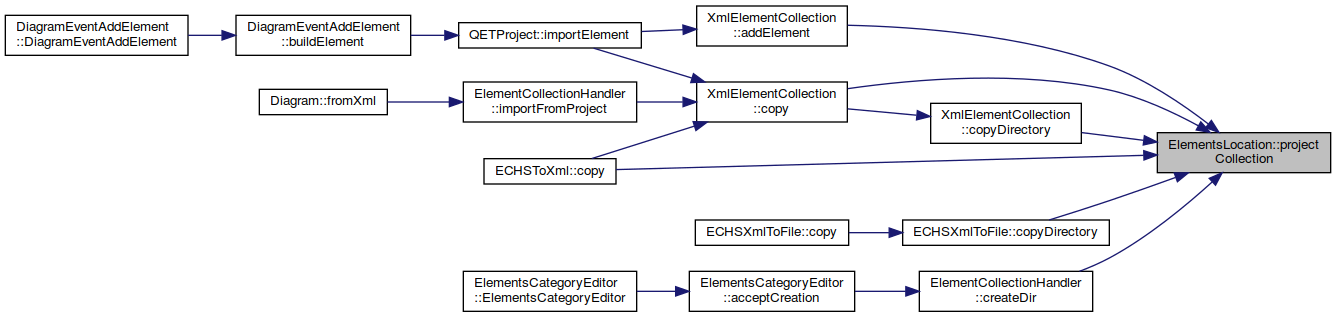 DiagramEventAddElement
::DiagramEventAddElement
DiagramEventAddElement
::buildElement
QETProject::importElement
XmlElementCollection
::addElement
Diagram::fromXml
ElementCollectionHandler
::importFromProject
XmlElementCollection
::copy
XmlElementCollection
::copyDirectory
ElementsLocation::project
Collection
ECHSToXml::copy
ECHSXmlToFile::copy
ECHSXmlToFile::copyDirectory
ElementsCategoryEditor
::ElementsCategoryEditor
ElementsCategoryEditor
::acceptCreation
ElementCollectionHandler
::createDir